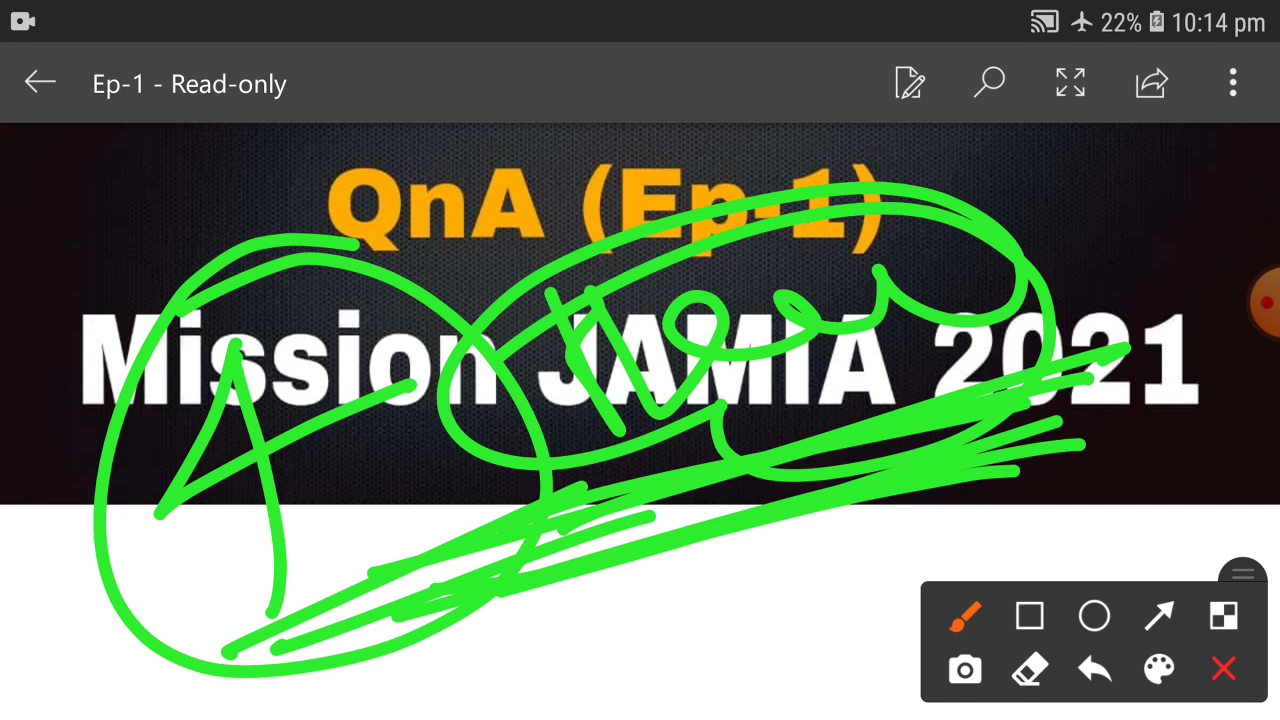 22% 10:14 pm
Ep-1 - Read-only
QnA (Ep-1)
Mission JAMIA 2021